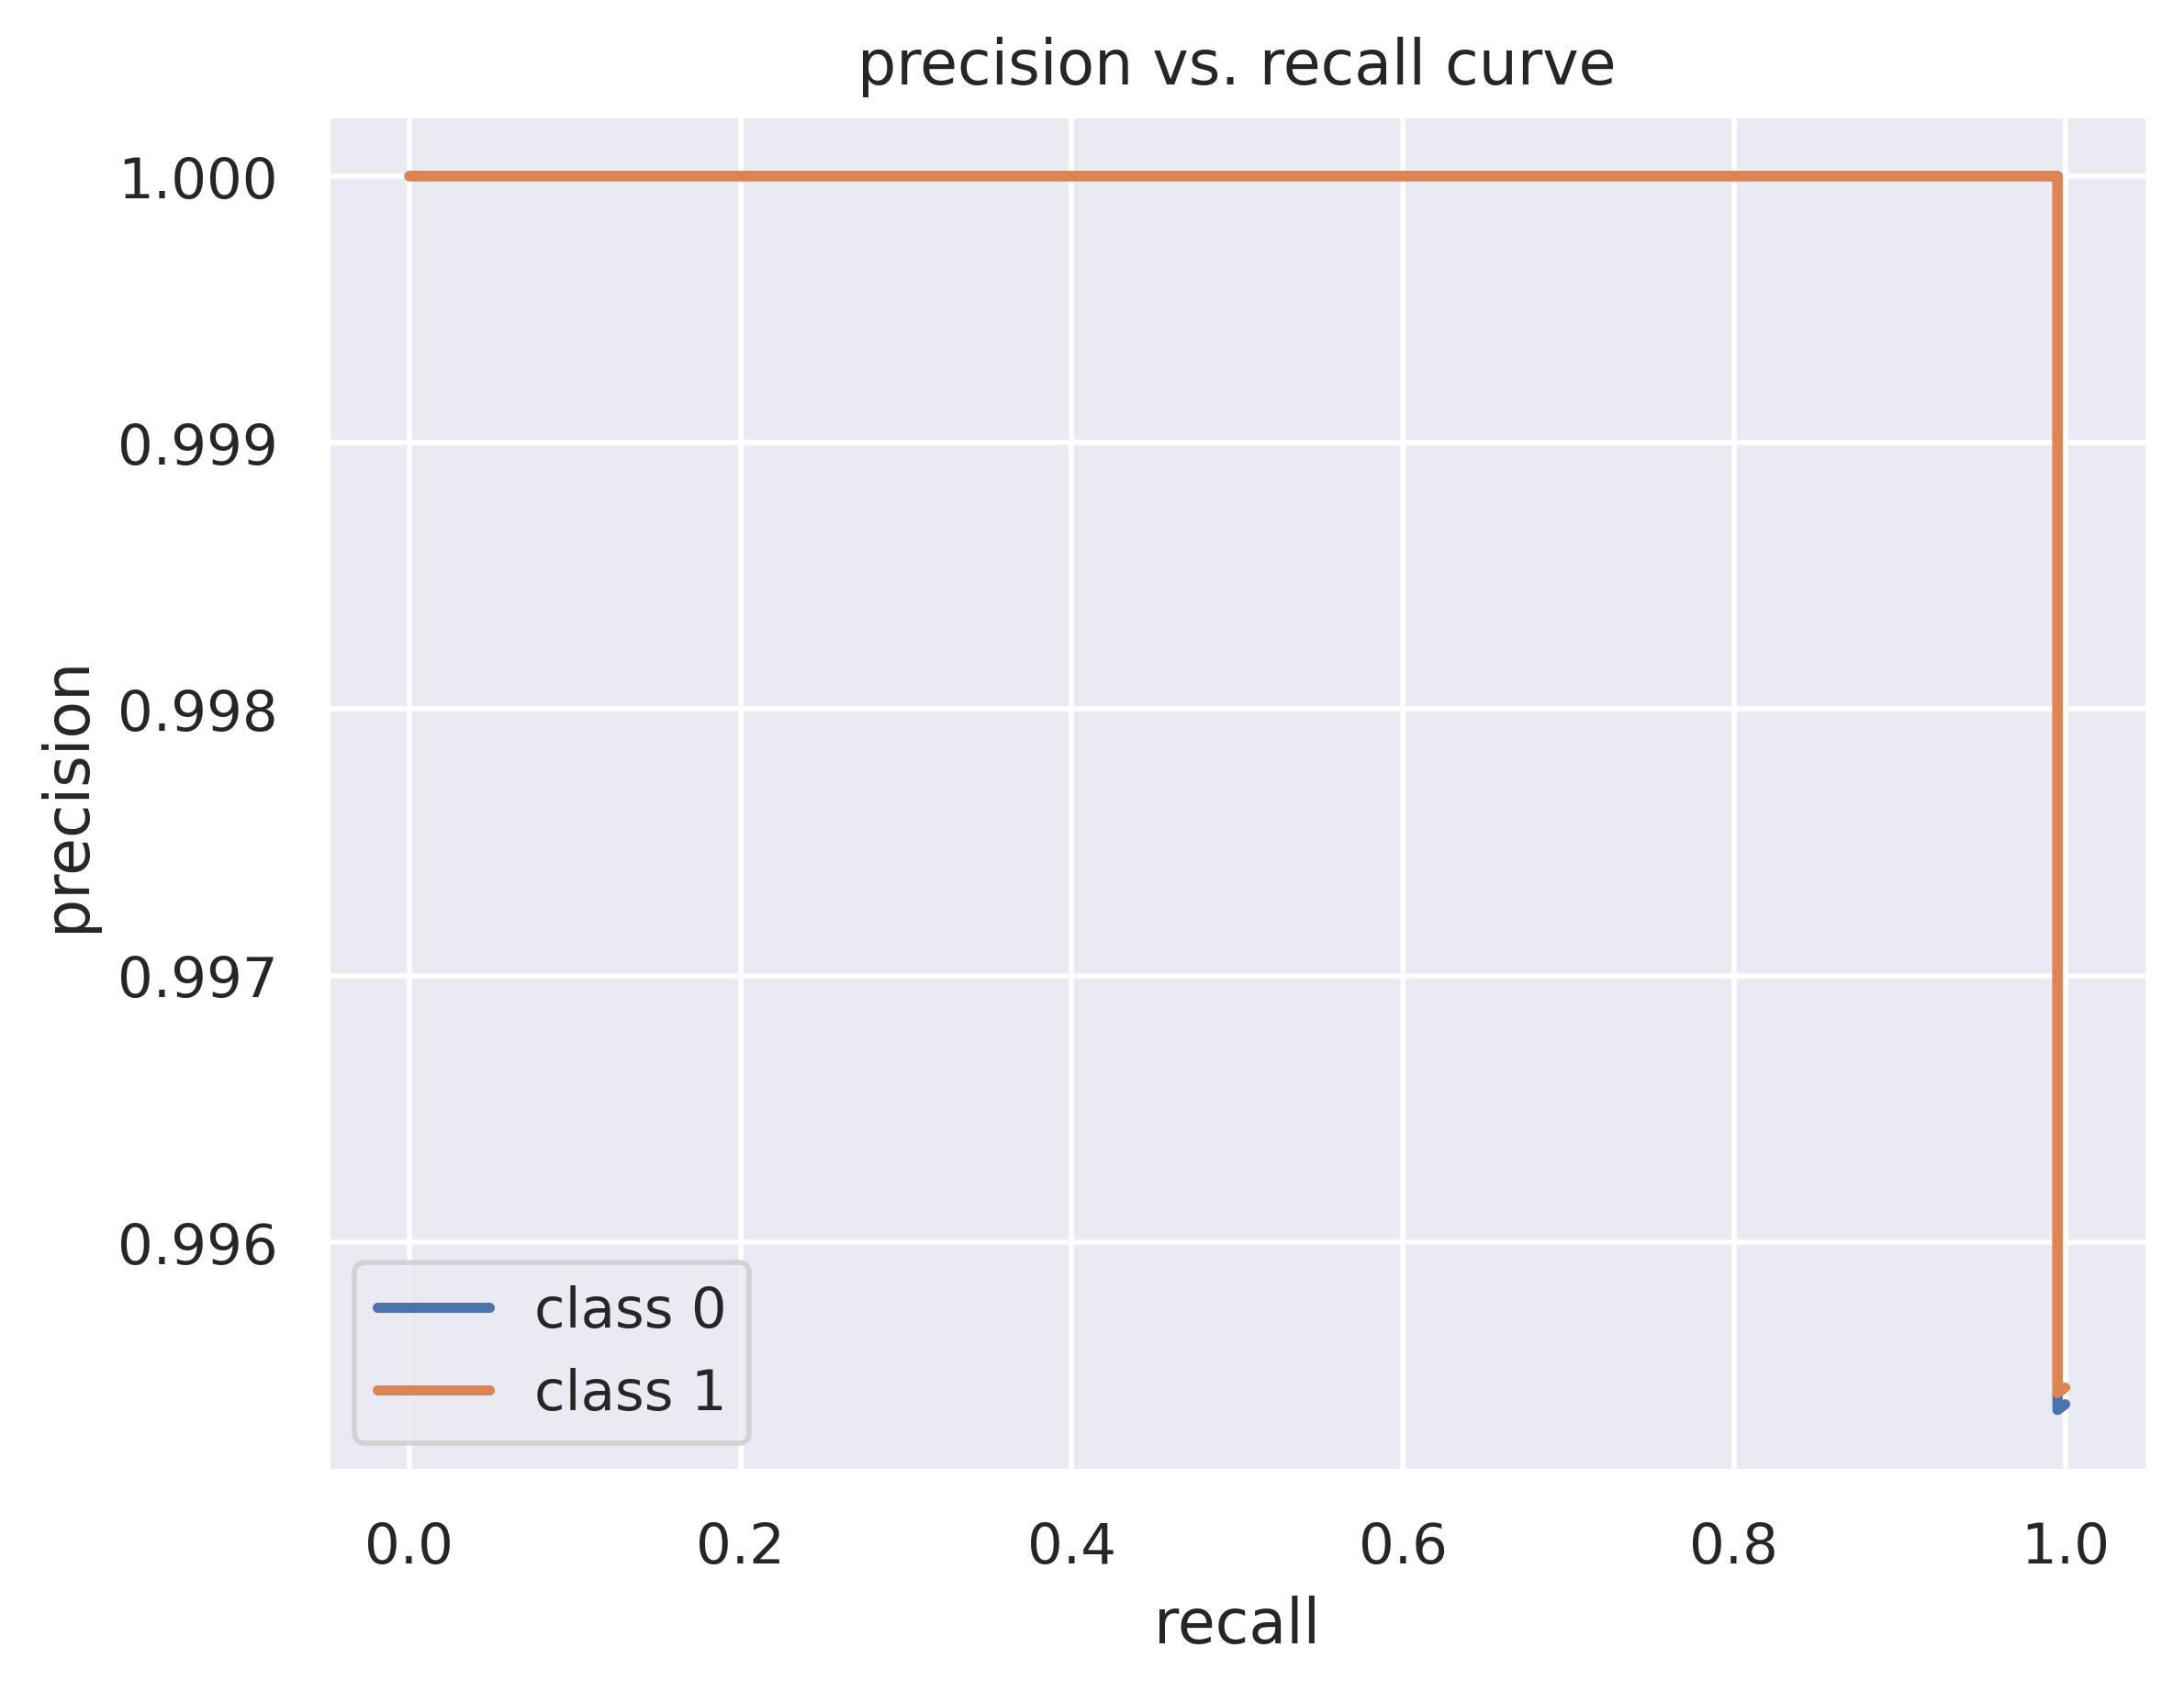 precision vs. recall curve
1.000
0.999
0.998
0.997
0.996
precision
class 0
class 1
0.0 0.2 0.4 0.6 0.8 1.0
recall